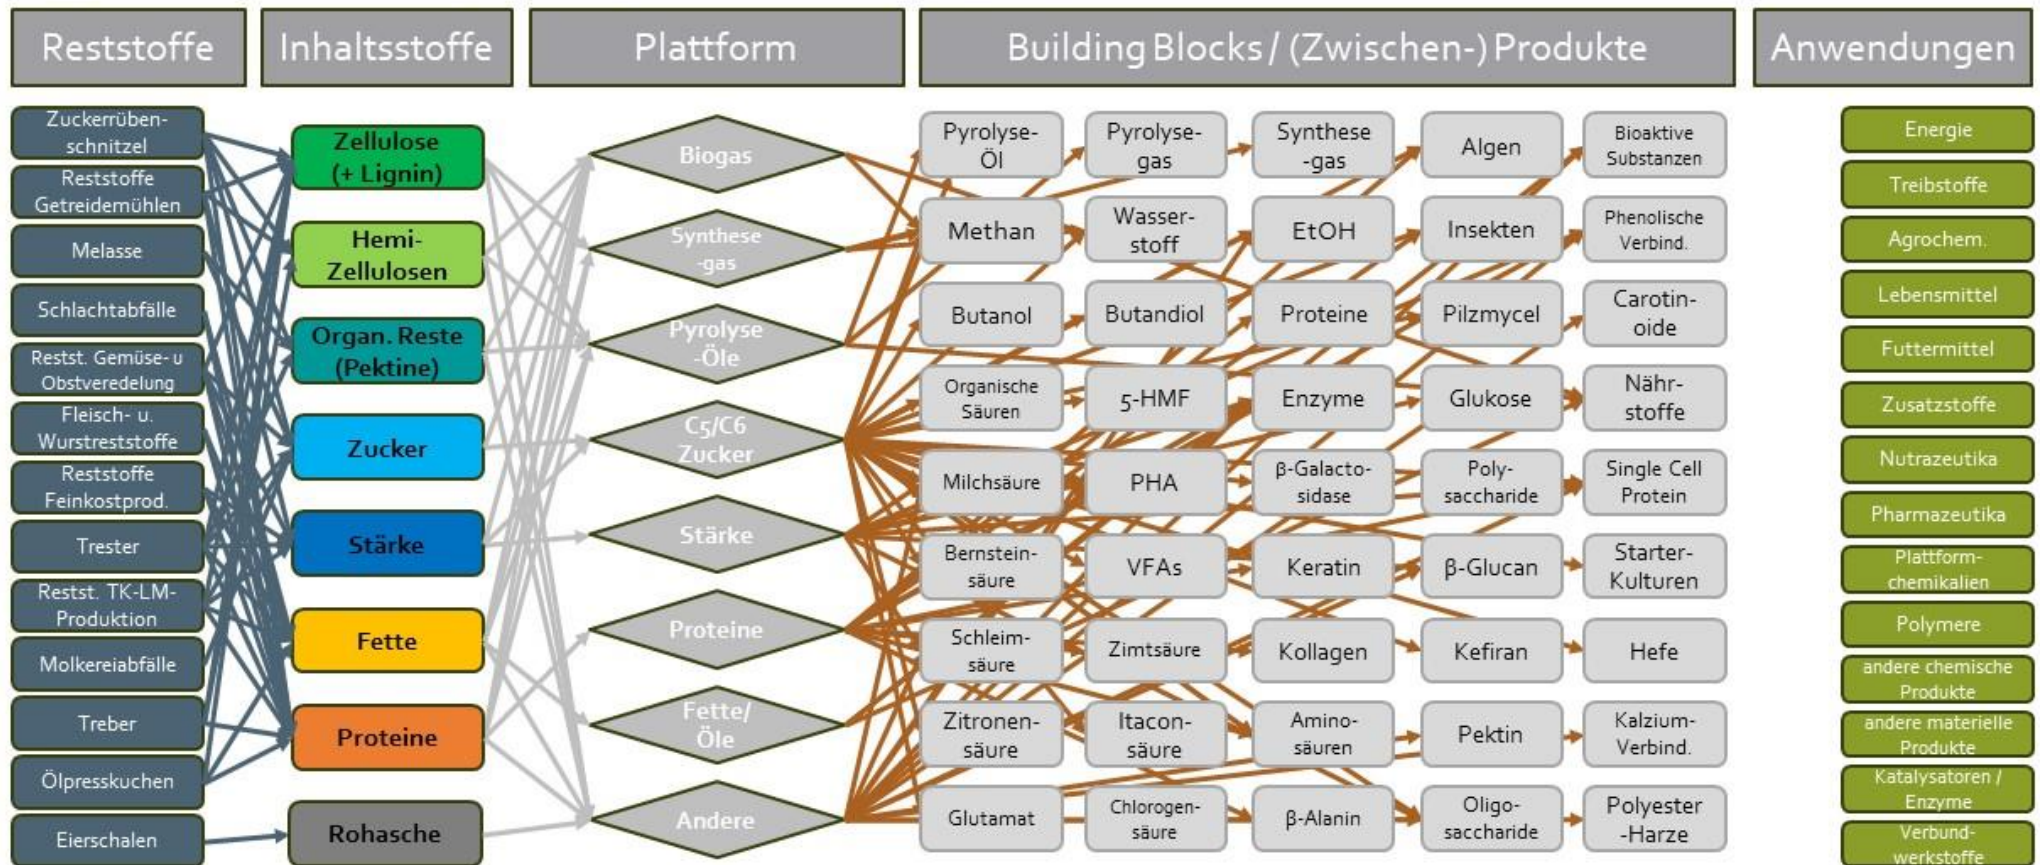 Reststoffe
Inhaltsstoffe
Plattform
Building Blocks / (Zwischen-) Produkte
Anwendungen
Zuckerrüben-
schnitzel
Reststoffe
Getreidemühlen
Melasse
Schlachtabfälle
Restst. Gemüse- u
Obstveredelung
Fleisch- u.
Wurstreststoffe
Reststoffe
Feinkostprod.
Trester
Restst. TK-LM-
Produktion
Molkereiabfälle
Treber
Ölpresskuchen
Eierschalen
Zellulose
(+ Lignin)
Hemi-
Zellulosen
Organ. Reste
(Pektine)
Zucker
Stärke
Fette
Proteine
Rohasche
Biogas
Synthese
-gas
Pyrolyse
-Öle
C5/C6
Zucker
Stärke
Proteine
Fette/
Öle
Andere
Pyrolyse-
Öl
Pyrolyse-
gas
Synthese
-gas
Algen
Bioaktive
Substanzen
Methan
Wasser-
stoff
EtOH
Insekten
Phenolische
Verbind.
Butanol
Butandiol
Proteine
Pilzmycel
Carotin-
oide
Organische
Säuren
5-HMF
Enzyme
Glukose
Nähr-
stoffe
Milchsäure
PHA
β-Galacto-
sidase
Poly-
saccharide
Single Cell
Protein
Bernstein-
säure
VFAs
Keratin
β-Glucan
Starter-
Kulturen
Schleim-
säure
Zimtsäure
Kollagen
Kefiran
Hefe
Zitronen-
säure
Itacon-
säure
Amino-
säuren
Pektin
Kalzium-
Verbind.
Glutamat
Chlorogen-
säure
β-Alanin
Oligo-
saccharide
Polyester
-Harze
Energie
Treibstoffe
Agrochem.
Lebensmittel
Futtermittel
Zusatzstoffe
Nutrazeutika
Pharmazeutika
Plattform-
chemikalien
Polymere
andere chemische
Produkte
andere materielle
Produkte
Katalysatoren /
Enzyme
Verbund-
werkstoffe